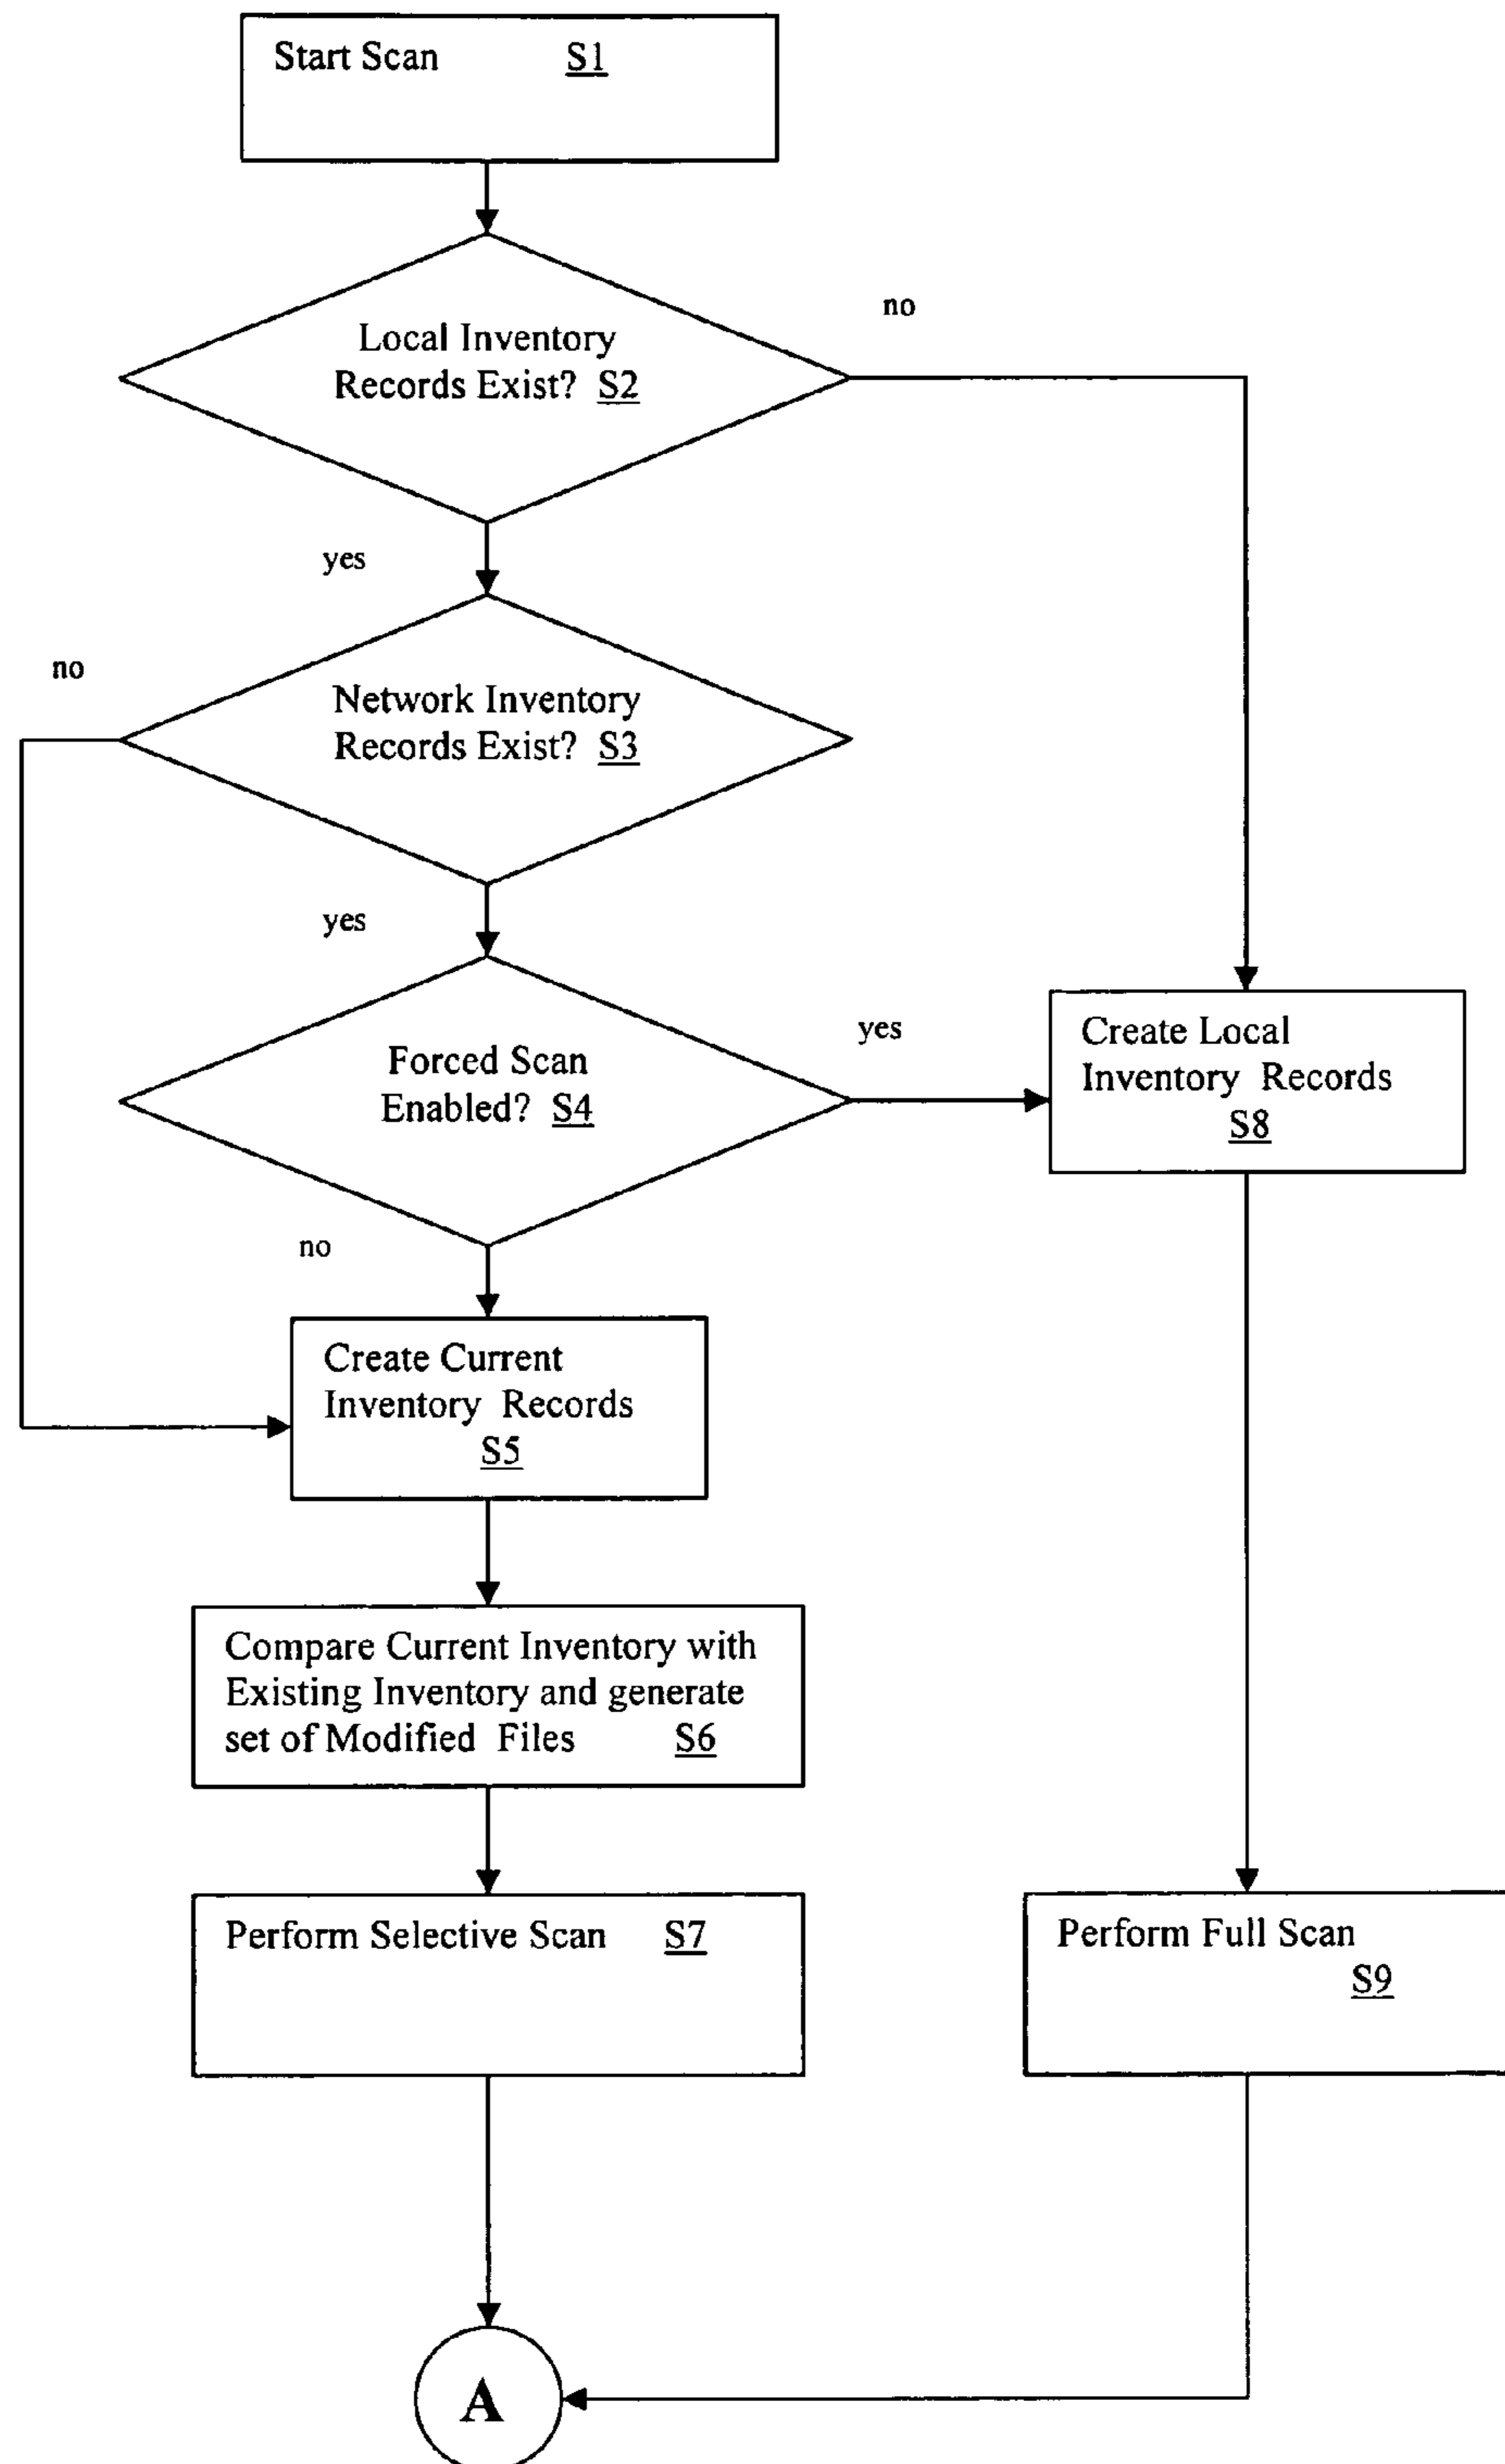 Start Scan S1
no
Local Inventory
Records Exist? S2
yes
no
Network Inventory
Records Exist? S3
yes
yes
Forced Scan
Enabled? S4
Create Local
Inventory Records
S8
no
Create Current
Inventory Records
S5
Compare Current Inventory with
Existing Inventory and generate
set of Modified Files S6
Perform Selective Scan S7
Perform Full Scan
S9
A